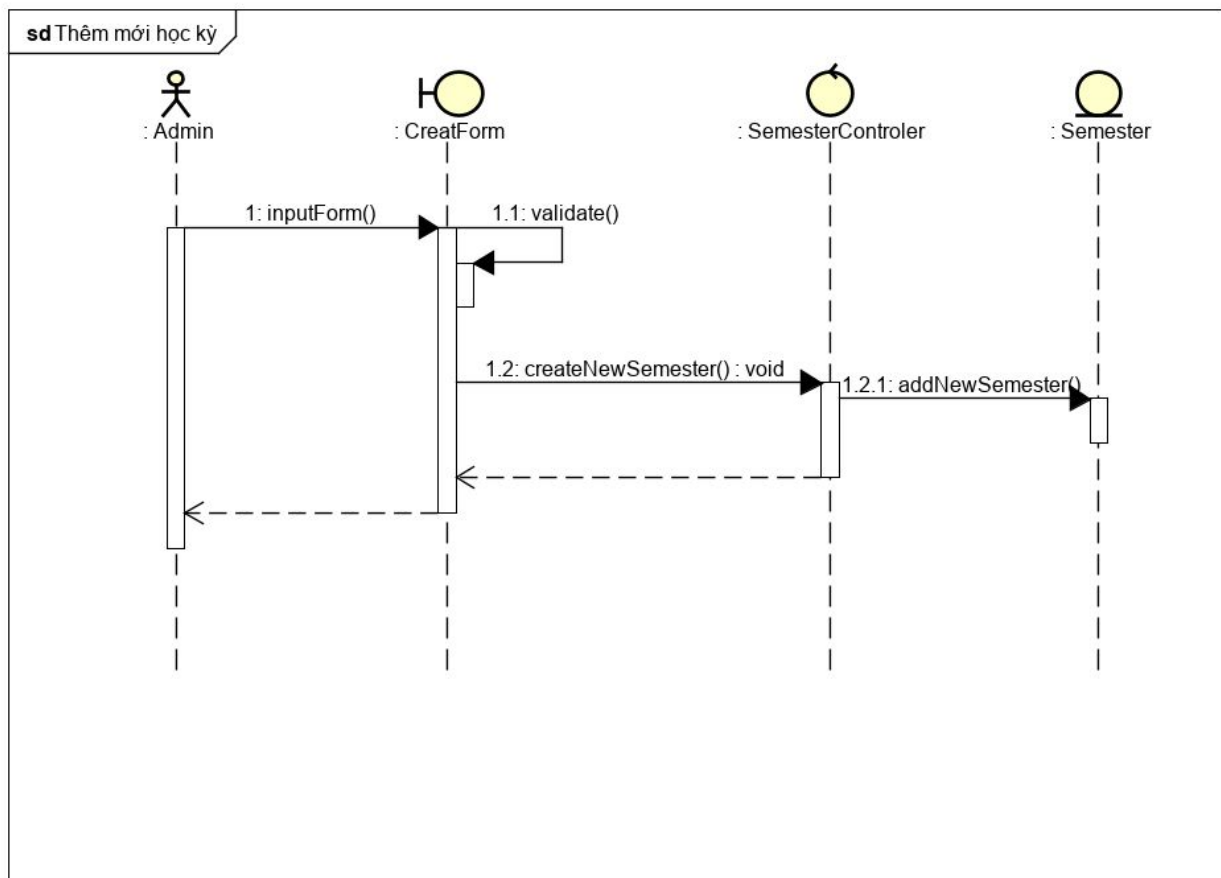 sd Thêm mới học kỳ
: Admin
: CreatForm
: SemesterControler
: Semester
1: inputForm()
1.1: validate()
1.2: createNewSemester() : void
1.2.1: addNewSemester()